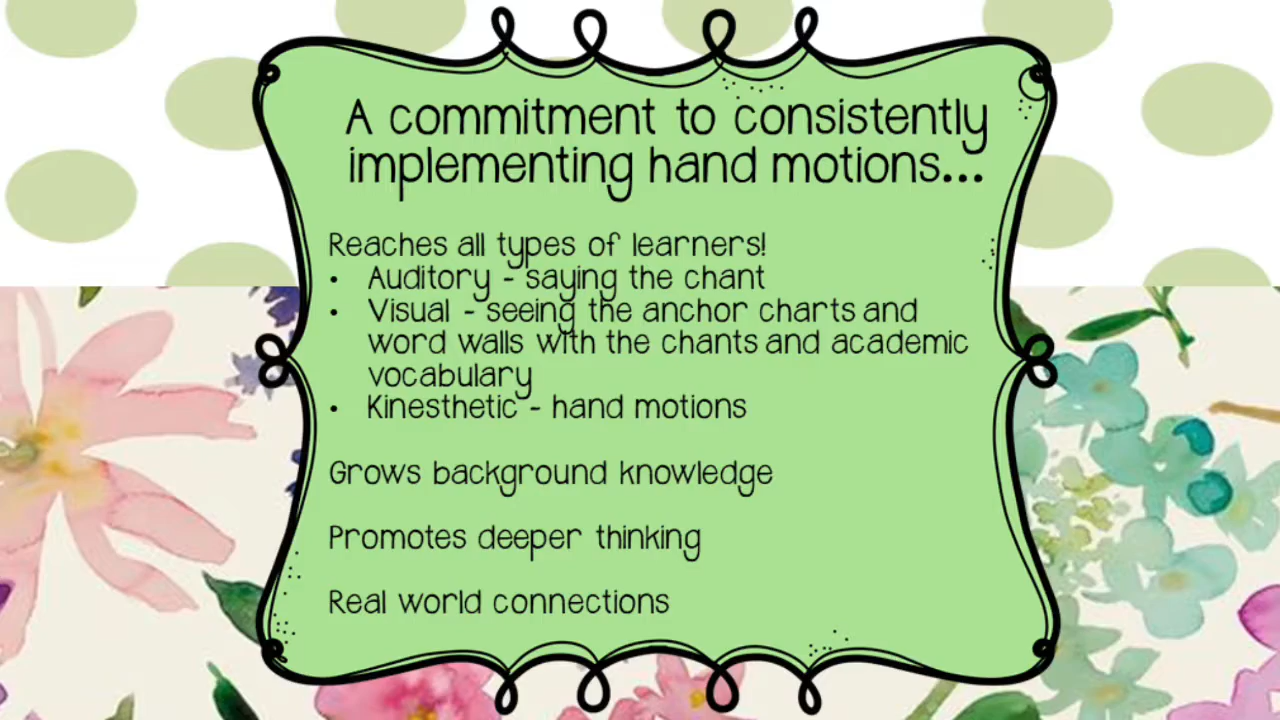 A commitment to consistently
implementing hand motions...
Reaches all types of learners!
• Auditory - saying the chant
• Visual - seeing the anchor charts and
word walls with the chants and academic
vocabulary
• Kinesthetic - hand motions
Grows background knowledge
Promotes deeper thinking
Real world connections